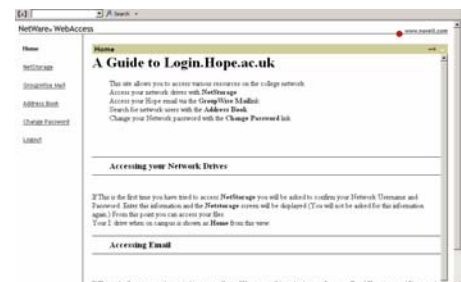 Search
NetWare WebAccess
www.novell.com
Home
NetStorage
GroupWise Mail
Address Book
Change Password
Logout
Home
A Guide to Login.Hope.ac.uk
This site allows you to access various resources on the college network
Access your network drives with NetStorage
Access your Hope email via the GroupWise Mail link
Search for network users with the Address Book
Change your Network password with the Change Password link
Accessing your Network Drives
If This is the first time you have tried to access NetStorage you will be asked to confirm your Network Username and
Password. Enter this information and the Netstorage screen will be displayed (You will not be asked for this information
again.) From this point you can access your files.
Your I: drive when on campus is shown as Home from this view
Accessing Email